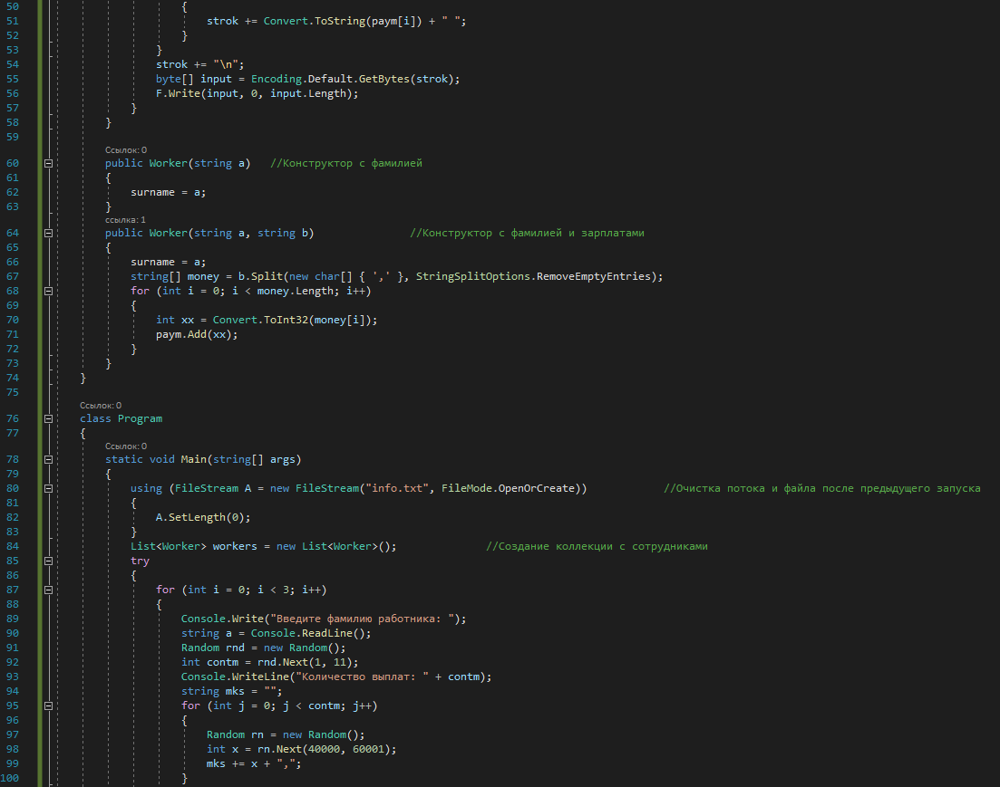 50 {
51 strok += Convert.ToString(paym[i]) + " ";
52 }
53 }
54 strok += "\n";
55 byte[] input = Encoding.Default.GetBytes(strok);
56 F.Write(input, 0, input.Length);
57 }
58 }
59
Ссылок: 0
60 public Worker(string a) //Конструктор с фамилией
61 {
62 surname = a;
63 }
ссылка: 1
64 public Worker(string a, string b) //Конструктор с фамилией и зарплатами
65 {
66 surname = a;
67 string[] money = b.Split(new char[] { ',' }, StringSplitOptions.RemoveEmptyEntries);
68 for (int i = 0; i < money.Length; i++)
69 {
70 int xx = Convert.ToInt32(money[i]);
71 paym.Add(xx);
72 }
73 }
74 }
75
Ссылок: 0
76 class Program
77 {
Ссылок: 0
78 static void Main(string[] args)
79 {
80 using (FileStream A = new FileStream("info.txt", FileMode.OpenOrCreate)) //Очистка потока и файла после предыдущего запуска
81 {
82 A.SetLength(0);
83 }
84 List<Worker> workers = new List<Worker>(); //Создание коллекции с сотрудниками
85 try
86 {
87 for (int i = 0; i < 3; i++)
88 {
89 Console.Write("Введите фамилию работника: ");
90 string a = Console.ReadLine();
91 Random rnd = new Random();
92 int contm = rnd.Next(1, 11);
93 Console.WriteLine("Количество выплат: " + contm);
94 string mks = "";
95 for (int j = 0; j < contm; j++)
96 {
97 Random rn = new Random();
98 int x = rn.Next(40000, 60001);
99 mks += x + ",";
100 }